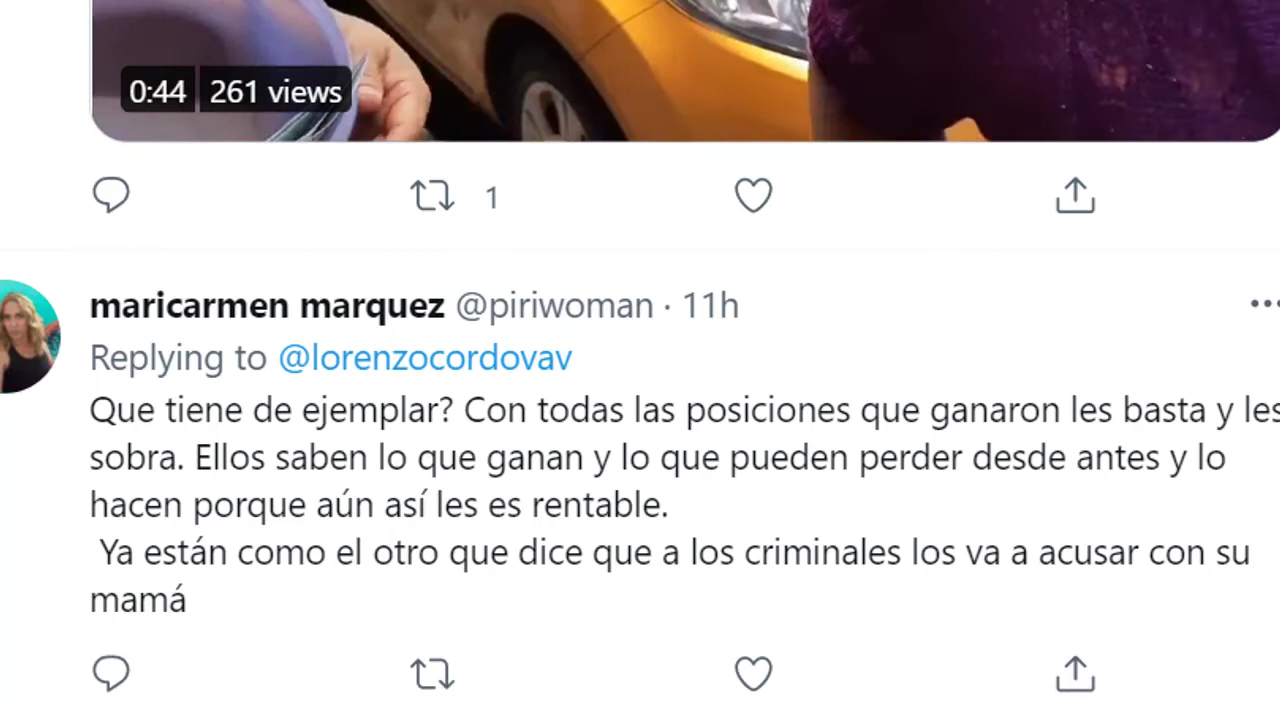 0:44 261 views
1
maricarmen marquez @piriwoman · 11h
Replying to @lorenzocordovav
Que tiene de ejemplar? Con todas las posiciones que ganaron les basta y les
sobra. Ellos saben lo que ganan y lo que pueden perder desde antes y lo
hacen porque aún así les es rentable.
Ya están como el otro que dice que a los criminales los va a acusar con su
mamá